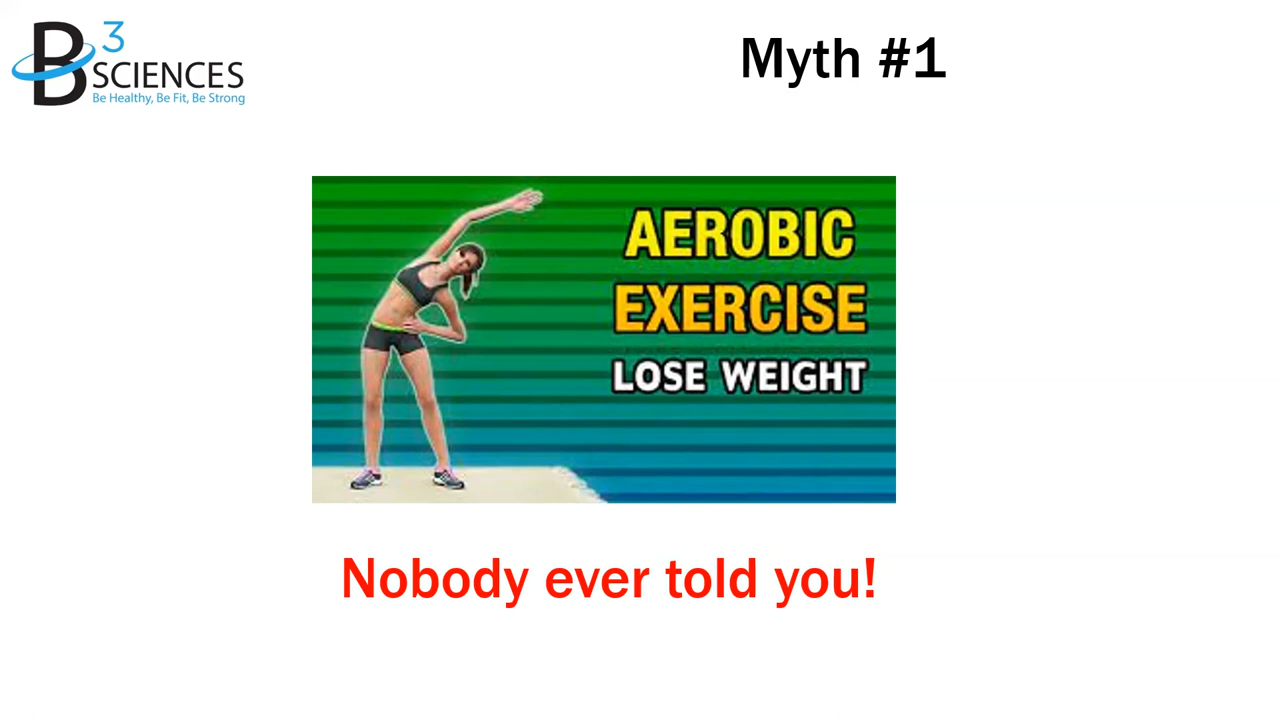 B3 SCIENCES
Be Healthy, Be Fit, Be Strong
Myth #1
AEROBIC
EXERCISE
LOSE WEIGHT
Nobody ever told you!